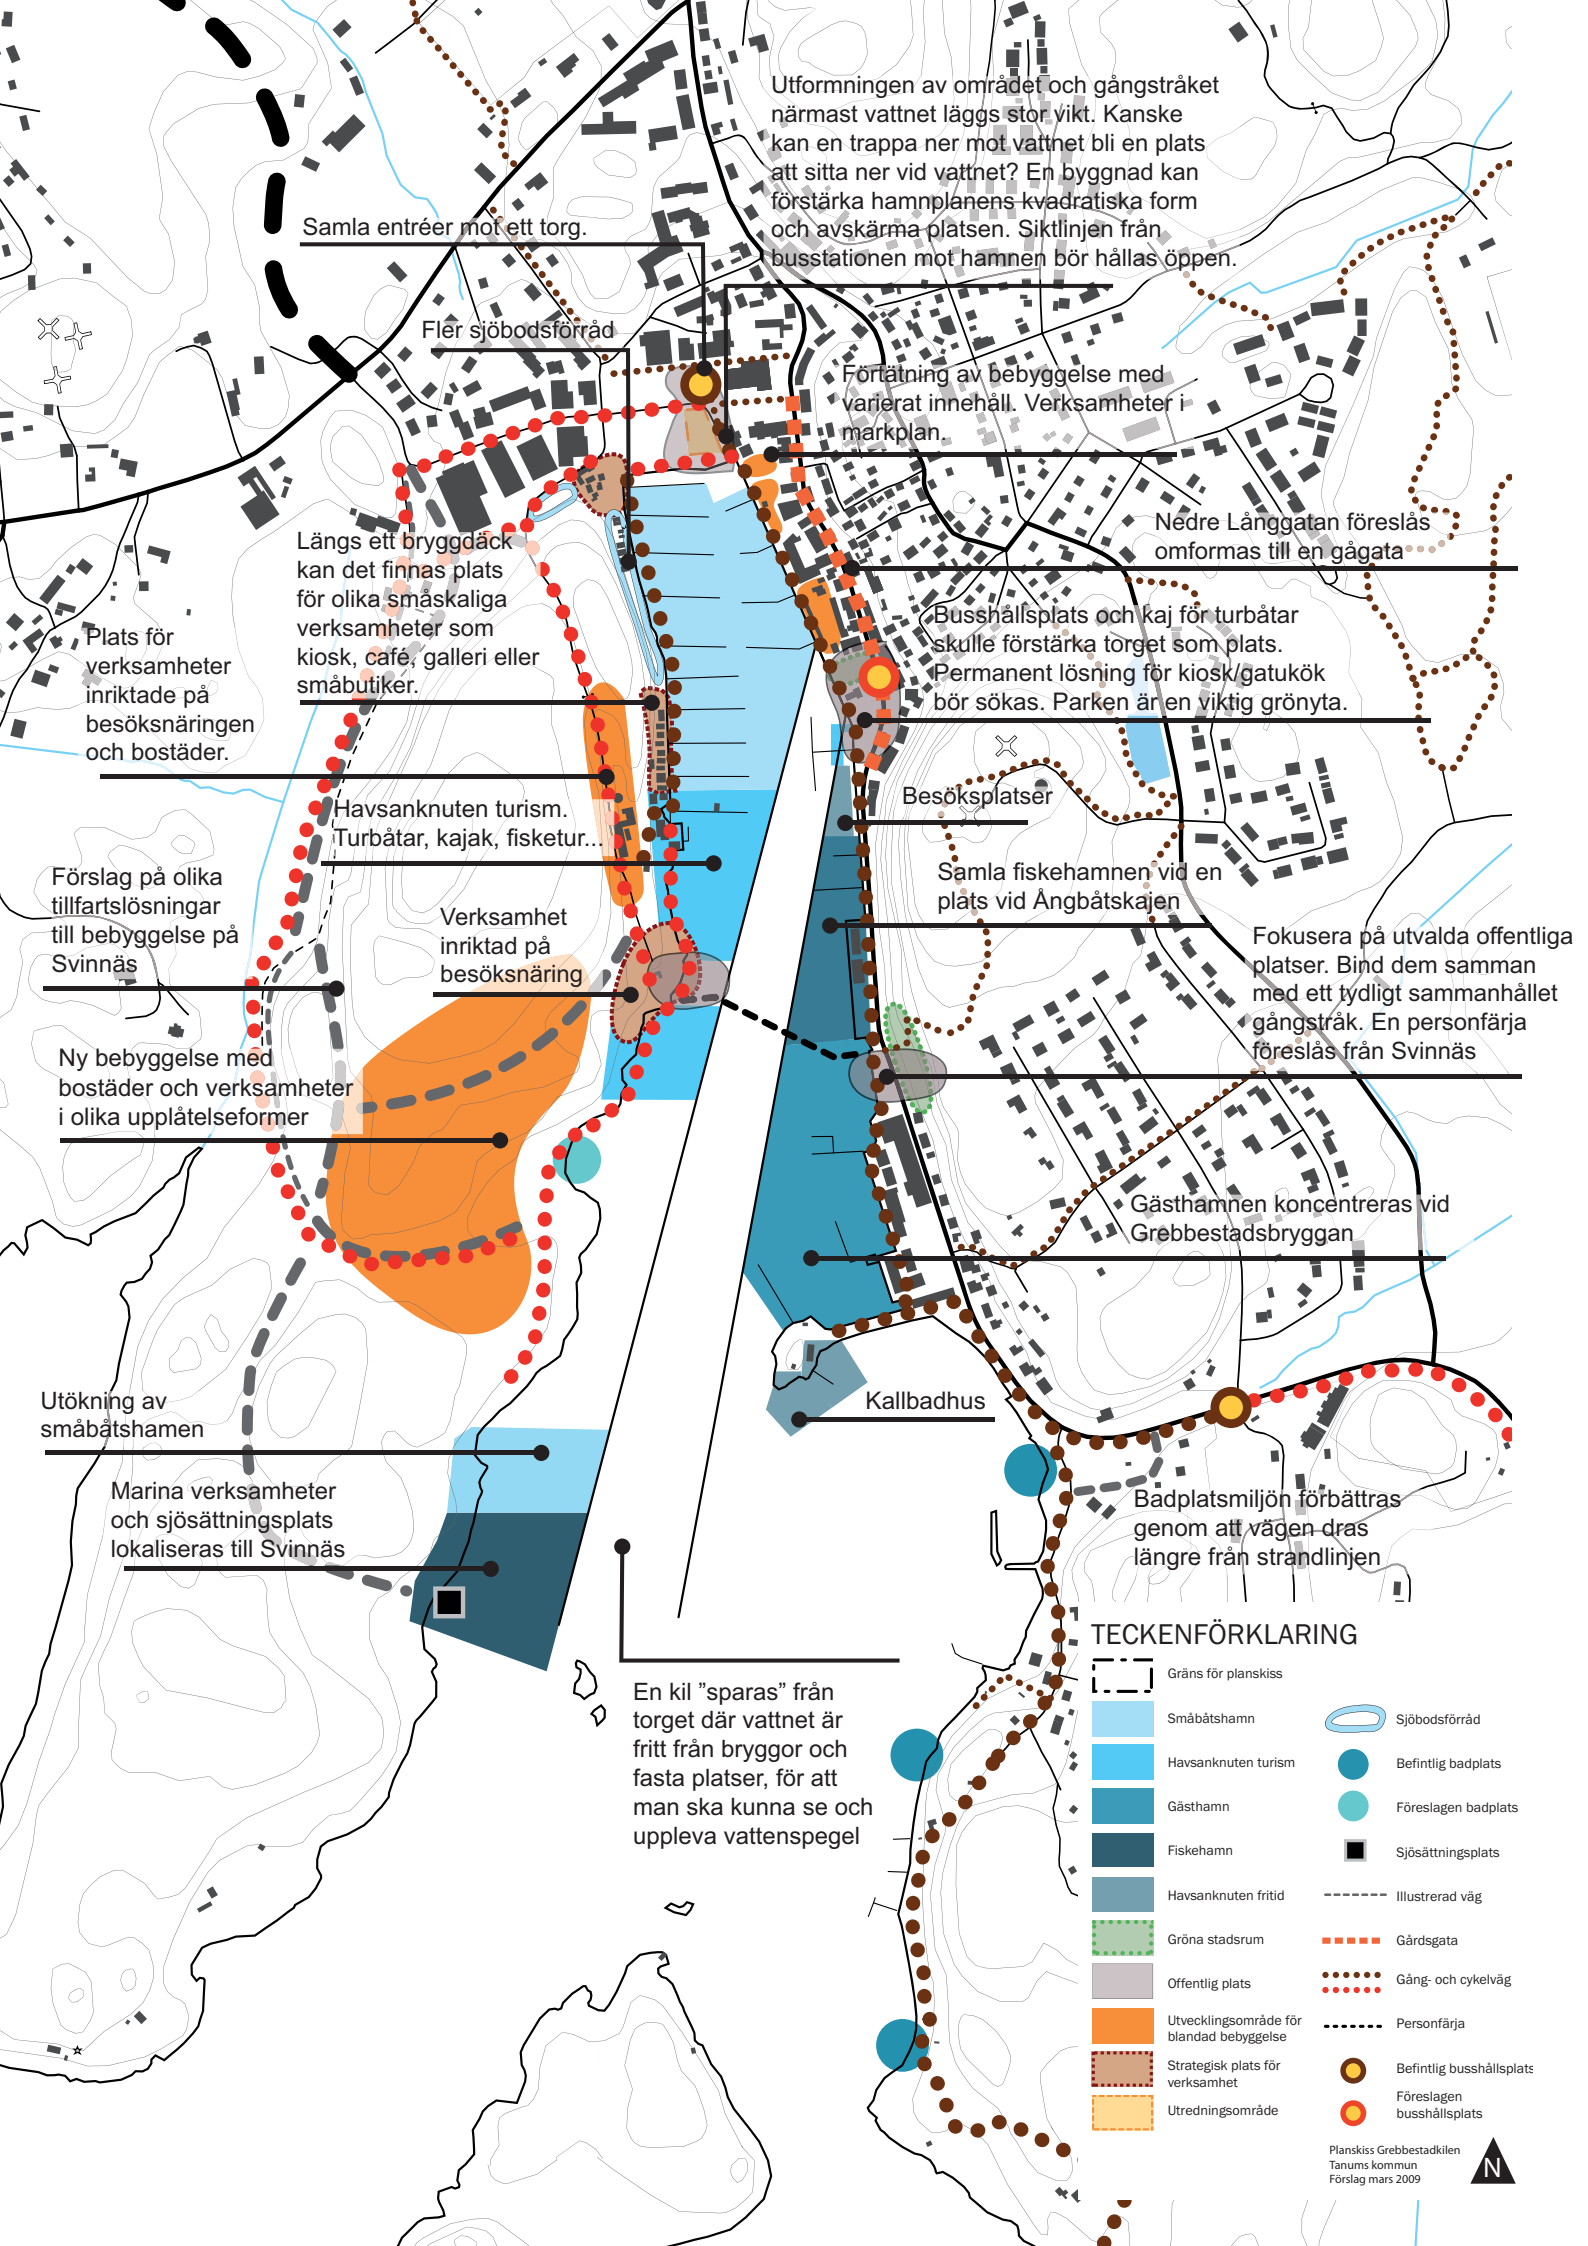 Utformningen av området och gångstråket
närmast vattnet läggs stor vikt. Kanske
kan en trappa ner mot vattnet bli en plats
att sitta ner vid vattnet? En byggnad kan
förstärka hamnplanens kvadratiska form
och avskärma platsen. Siktlinjen från
busstationen mot hamnen bör hållas öppen.
Samla entréer mot ett torg.
Fler sjöbodsförråd
Förtätning av bebyggelse med
varierat innehåll. Verksamheter i
markplan.
Nedre Långgatan föreslås
omformas till en gågata
Längs ett bryggdäck
kan det finnas plats
för olika småskaliga
verksamheter som
kiosk, café, galleri eller
småbutiker.
Busshållsplats och kaj för turbåtar
skulle förstärka torget som plats.
Permanent lösning för kiosk/gatukök
bör sökas. Parken är en viktig grönyta.
Plats för
verksamheter
inriktade på
besöksnäringen
och bostäder.
Havsanknuten turism.
Turbåtar, kajak, fisketur...
Besöksplatser
Förslag på olika
tillfartslösningar
till bebyggelse på
Svinnäs
Samla fiskehamnen vid en
plats vid Ångbåtskajen
Verksamhet
inriktad på
besöksnäring
Fokusera på utvalda offentliga
platser. Bind dem samman
med ett tydligt sammanhållet
gångstråk. En personfärja
föreslås från Svinnäs
Ny bebyggelse med
bostäder och verksamheter
i olika upplåtelseformer
Gästhamnen koncentreras vid
Grebbestadsbryggan
Utökning av
småbåtshamen
Kallbadhus
Marina verksamheter
och sjösättningsplats
lokaliseras till Svinnäs
Badplatsmiljön förbättras
genom att vägen dras
längre från strandlinjen
En kil ”sparas” från
torget där vattnet är
fritt från bryggor och
fasta platser, för att
man ska kunna se och
uppleva vattenspegel
TECKENFÖRKLARING
Gräns för planskiss
Småbåtshamn
Havsanknuten turism
Gästhamn
Fiskehamn
Havsanknuten fritid
Gröna stadsrum
Offentlig plats
Utvecklingsområde för
blandad bebyggelse
Strategisk plats för
verksamhet
Utredningsområde
Sjöbodsförråd
Befintlig badplats
Föreslagen badplats
Sjösättningsplats
Illustrerad väg
Gårdsgata
Gång- och cykelväg
Personfärja
Befintlig busshållsplats
Föreslagen
busshållsplats
Planskiss Grebbestadkilen
Tanums kommun
Förslag mars 2009
N